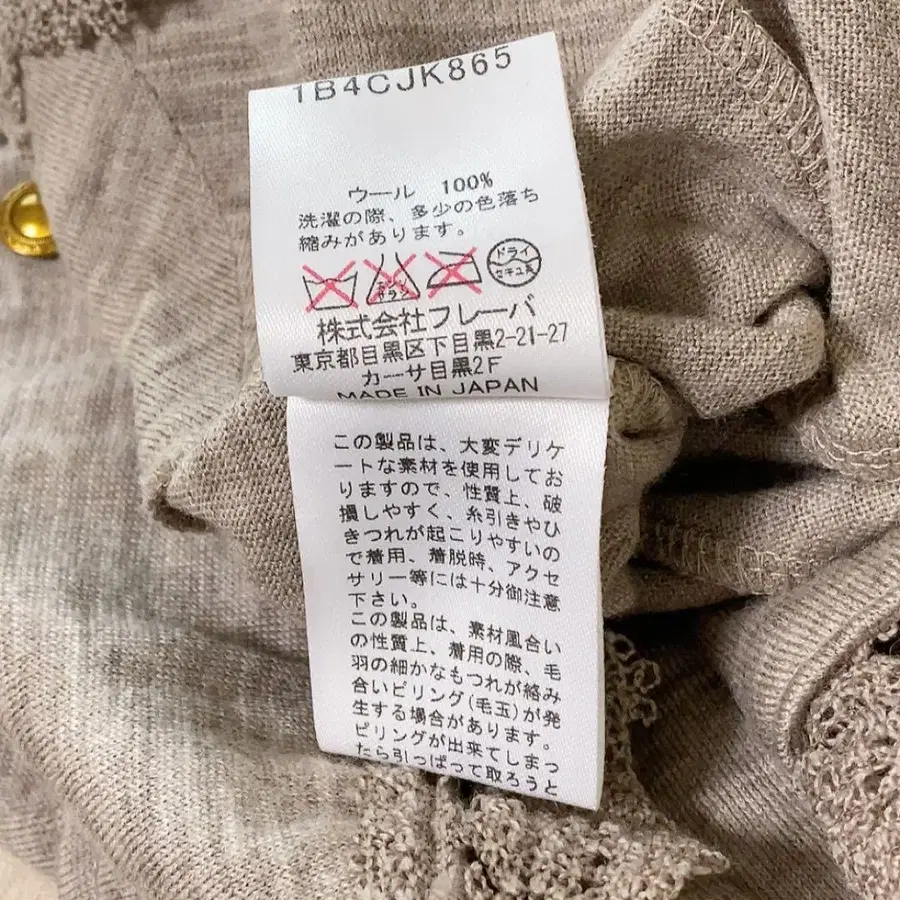 1B4CJK865
ウール 100%
洗濯の際、多少の色落ち
縮みがあります。
エンソ サラシ
ドライ
セキユ系
株式会社フレーバ
東京都目黒区下目黒2-21-27
カーサ目黒2F
MADE IN JAPAN
この製品は、大変デリケ
ートな素材を使用してお
りますので、性質上、破
損しやすく、糸引きやひ
きつれが起こりやすいの
で着用、着脱時、アクセ
サリー等には十分御注意
下さい。
この製品は、素材風合い
の性質上、着用の際、毛
羽の細かなもつれが絡み
合いピリング(毛玉)が発
生する場合があります。
ピリングが出来てしまっ
たら引っぱって取ろうと